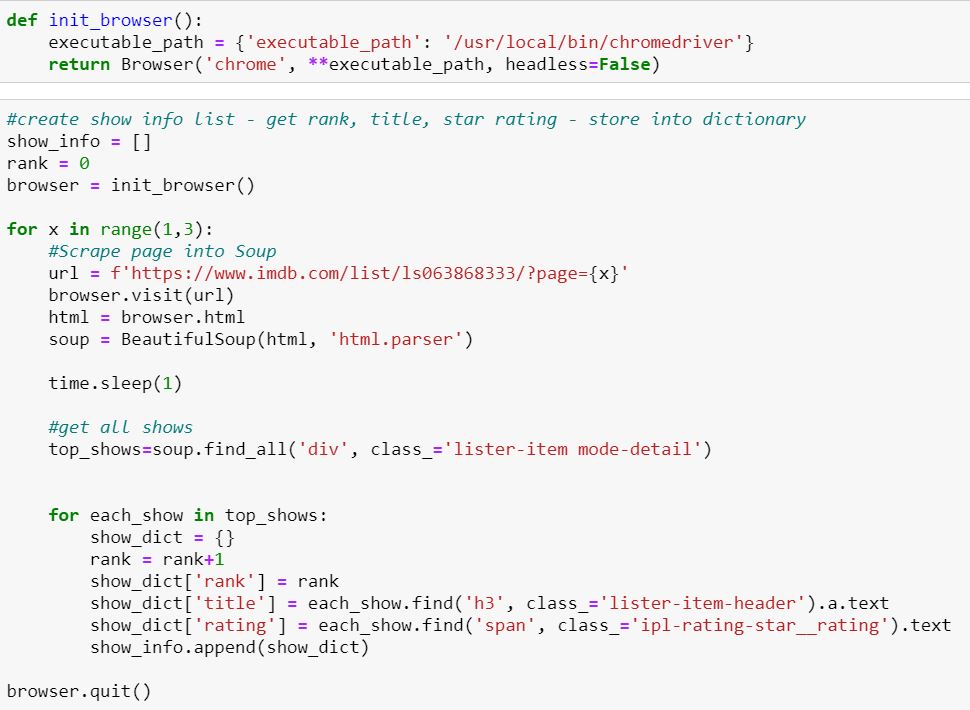 def init_browser():
    executable_path = {'executable_path': '/usr/local/bin/chromedriver'}
    return Browser('chrome', **executable_path, headless=False)
#create show info list - get rank, title, star rating - store into dictionary
show_info = []
rank = 0
browser = init_browser()
for x in range(1,3):
    #Scrape page into Soup
    url = f'https://www.imdb.com/list/ls063868333/?page={x}'
    browser.visit(url)
    html = browser.html
    soup = BeautifulSoup(html, 'html.parser')
    time.sleep(1)
    #get all shows
    top_shows=soup.find_all('div', class_='lister-item mode-detail')
    for each_show in top_shows:
        show_dict = {}
        rank = rank+1
        show_dict['rank'] = rank
        show_dict['title'] = each_show.find('h3', class_='lister-item-header').a.text
        show_dict['rating'] = each_show.find('span', class_='ipl-rating-star__rating').text
        show_info.append(show_dict)
browser.quit()